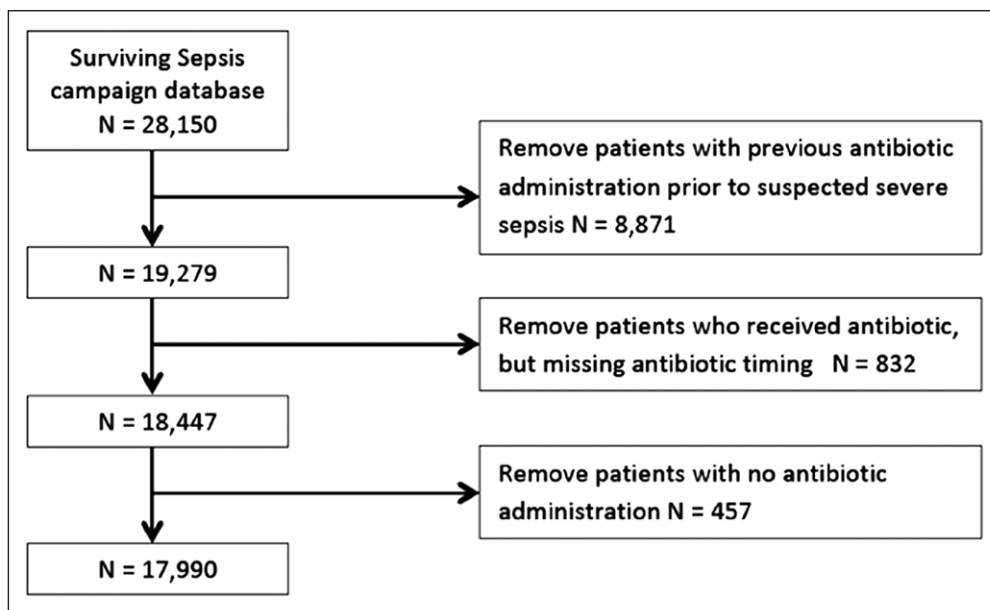 Surviving Sepsis
campaign database
N = 28,150
Remove patients with previous antibiotic
administration prior to suspected severe
sepsis N = 8,871
N = 19,279
Remove patients who received antibiotic,
but missing antibiotic timing N = 832
N = 18,447
Remove patients with no antibiotic
administration N = 457
N = 17,990